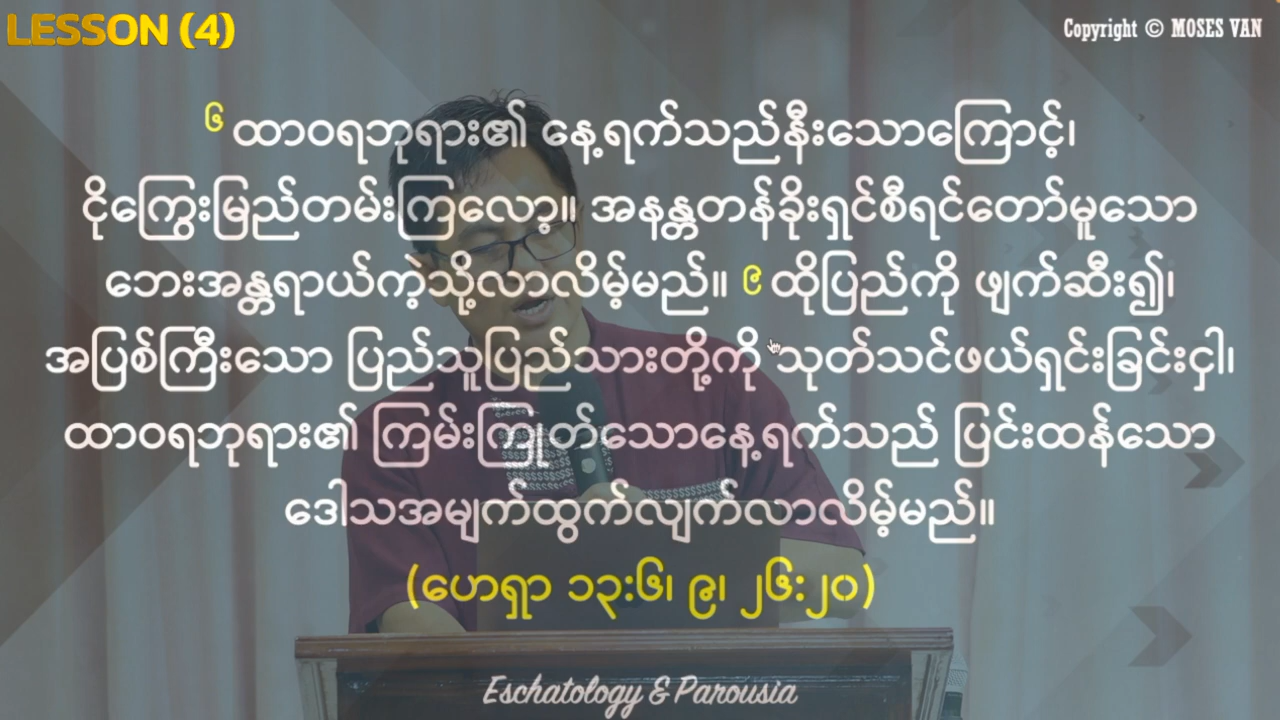 LESSON (4)
Copyright © MOSES VAN
၆ ထာဝရဘုရား၏ နေ့ရက်သည်နီးသောကြောင့်၊
ငိုကြွေးမြည်တမ်းကြလော့။ အနန္တတန်ခိုးရှင်စီရင်တော်မူသော
ဘေးအန္တရာယ်ကဲ့သို့လာလိမ့်မည်။ ၉ ထိုပြည်ကို ဖျက်ဆီး၍၊
အပြစ်ကြီးသော ပြည်သူပြည်သားတို့ကို သုတ်သင်ဖယ်ရှင်းခြင်းငှါ၊
ထာဝရဘုရား၏ ကြမ်းကြုတ်သောနေ့ရက်သည် ပြင်းထန်သော
ဒေါသအမျက်ထွက်လျက်လာလိမ့်မည်။
(ဟေရှာ ၁၃:၆၊ ၉၊ ၂၆:၂၀)
Eschatology & Parousia